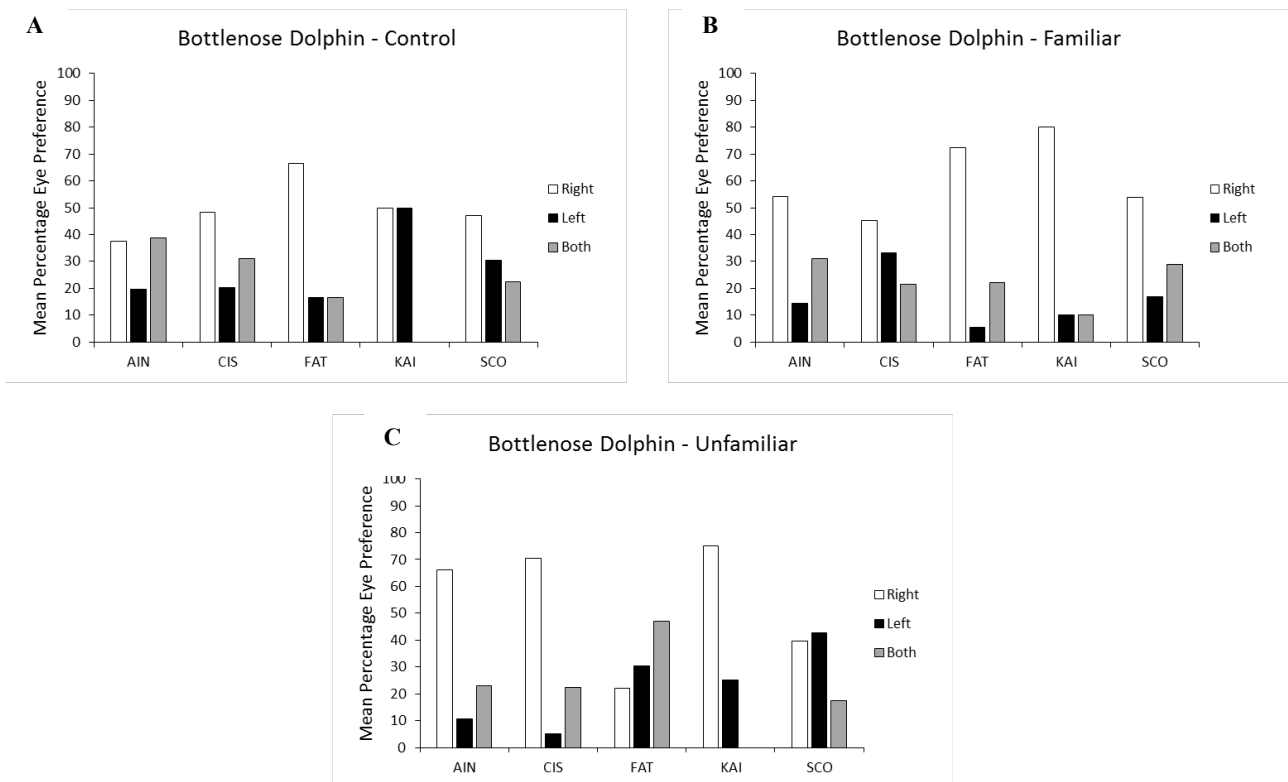 A
Bottlenose Dolphin - Control
Mean Percentage Eye Preference
100
90
80
70
60
50
40
30
20
10
0
AIN CIS FAT KAI SCO
Right
Left
Both
B
Bottlenose Dolphin - Familiar
Mean Percentage Eye Preference
100
90
80
70
60
50
40
30
20
10
0
AIN CIS FAT KAI SCO
Right
Left
Both
C
Bottlenose Dolphin - Unfamiliar
Mean Percentage Eye Preference
100
90
80
70
60
50
40
30
20
10
0
AIN CIS FAT KAI SCO
Right
Left
Both